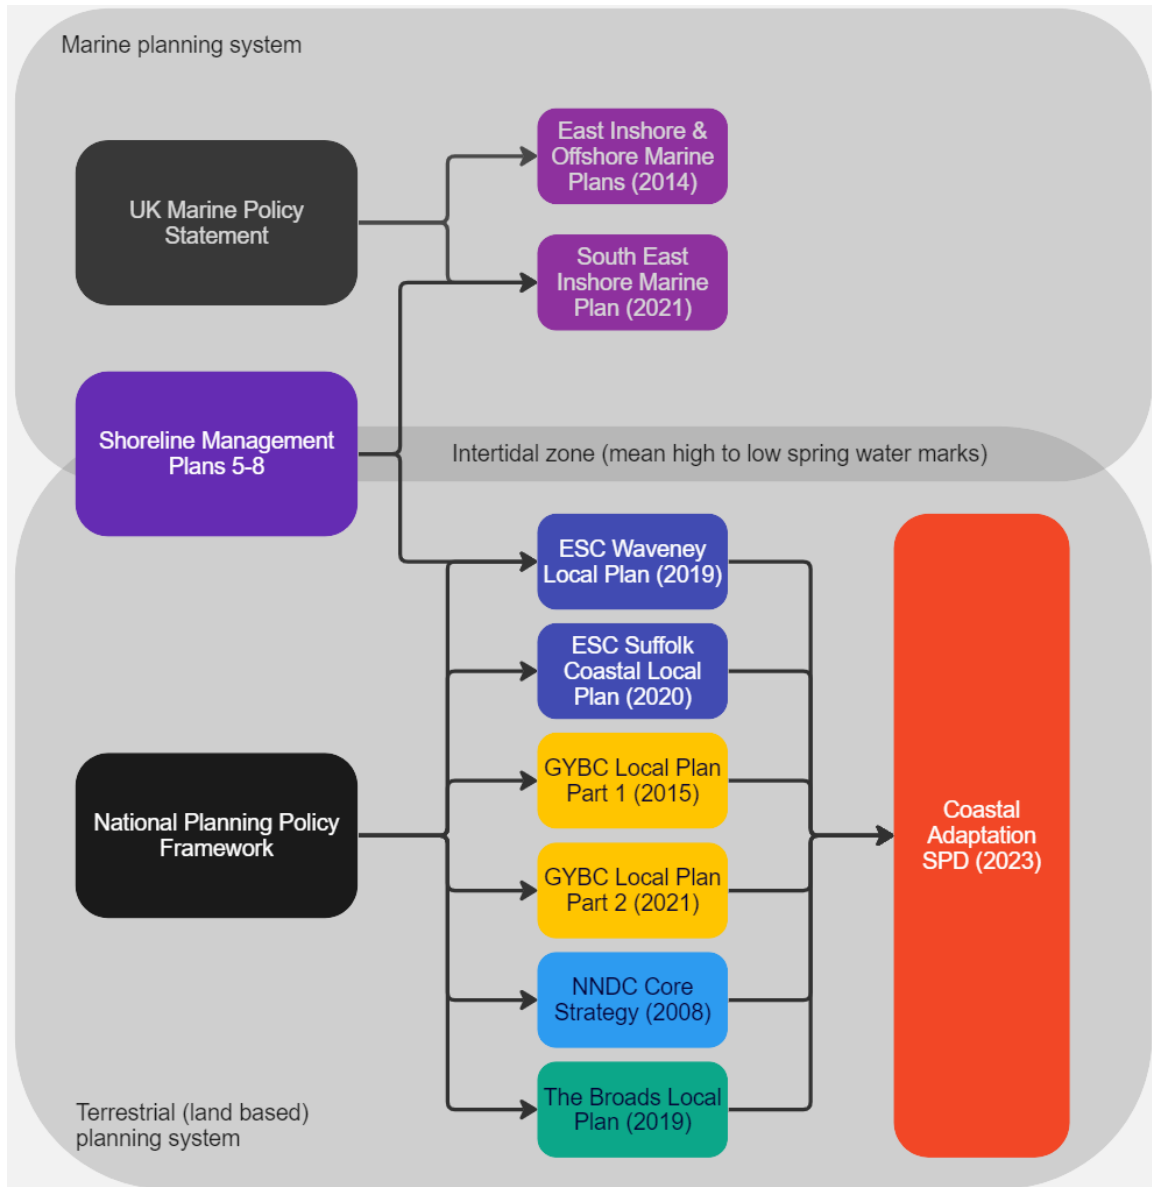 Marine planning system
East Inshore &
Offshore Marine
Plans (2014)
UK Marine Policy
Statement
South East
Inshore Marine
Plan (2021)
Shoreline Management
Plans 5-8
Intertidal zone (mean high to low spring water marks)
ESC Waveney
Local Plan (2019)
ESC Suffolk
Coastal Local
Plan (2020)
GYBC Local Plan
Part 1 (2015)
National Planning Policy
Framework
Coastal
Adaptation
SPD (2023)
GYBC Local Plan
Part 2 (2021)
NNDC Core
Strategy (2008)
The Broads Local
Plan (2019)
Terrestrial (land based)
planning system